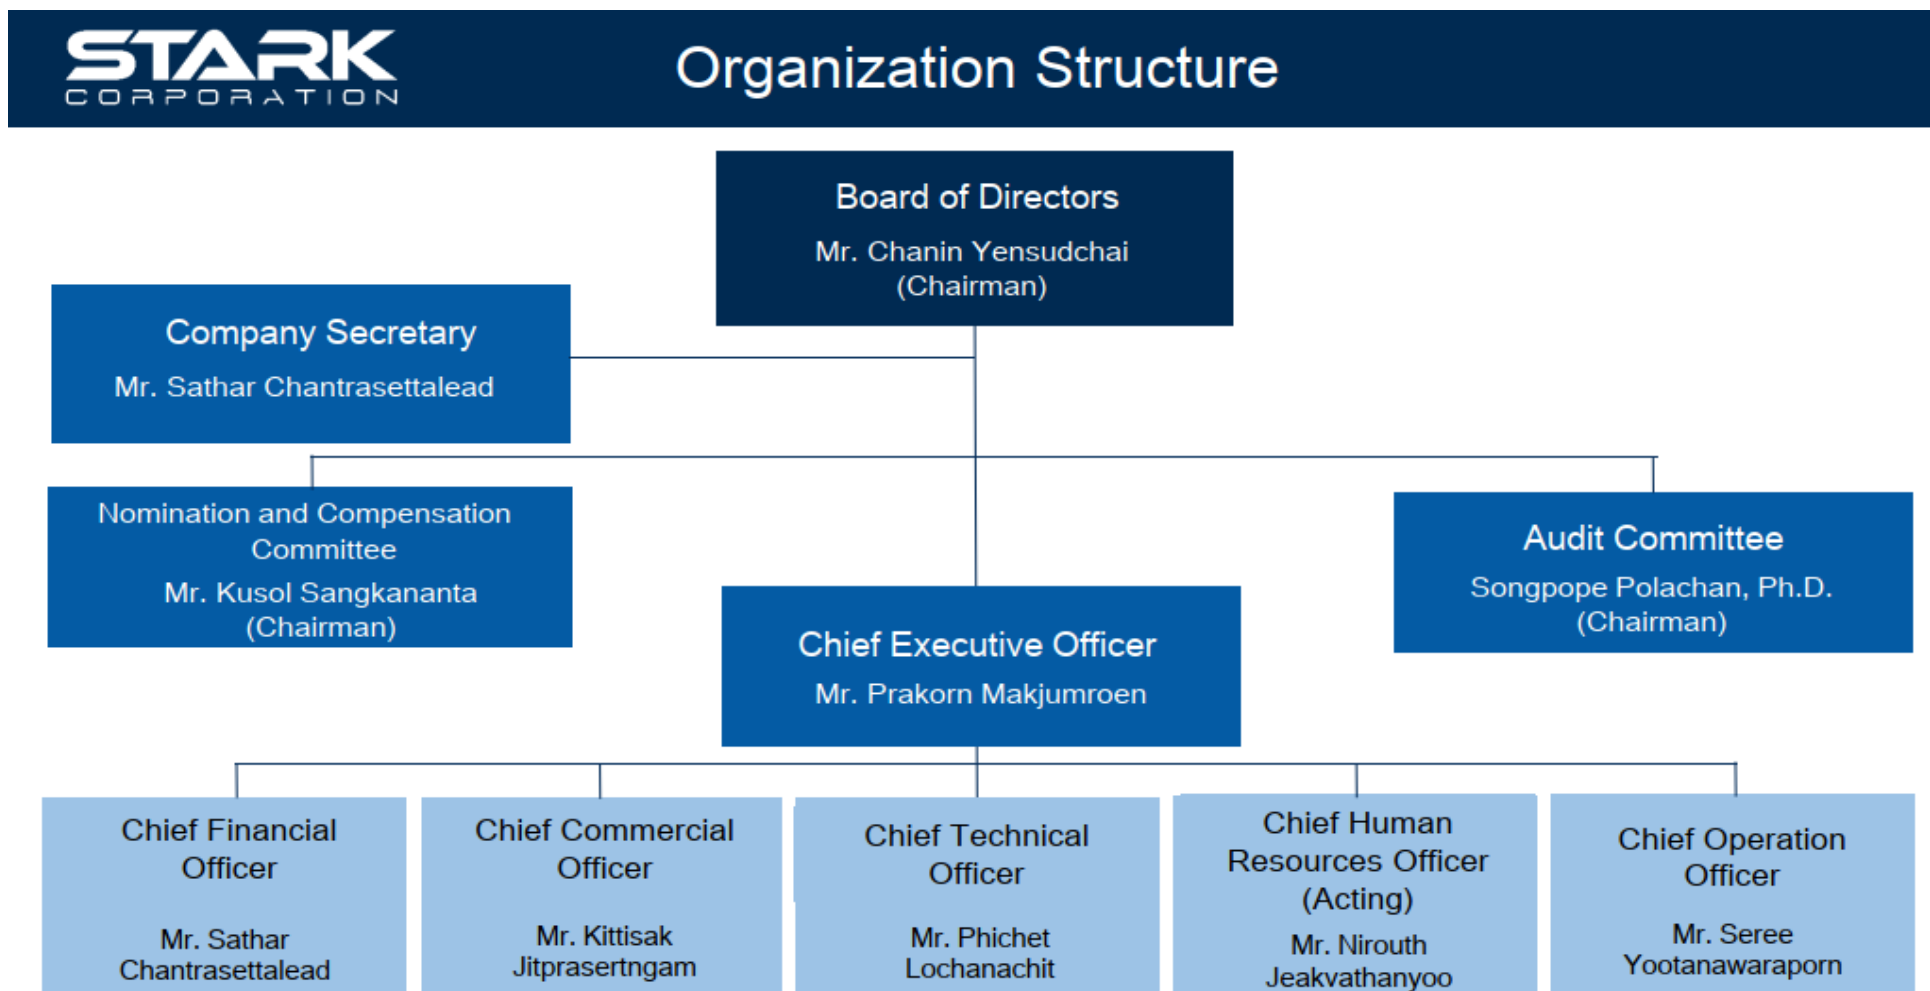 STARK
CORPORATION
Organization Structure
Board of Directors
Mr. Chanin Yensudchai
(Chairman)
Company Secretary
Mr. Sathar Chantrasettalead
Nomination and Compensation
Committee
Mr. Kusol Sangkananta
(Chairman)
Audit Committee
Songpope Polachan, Ph.D.
(Chairman)
Chief Executive Officer
Mr. Prakorn Makjumroen
Chief Financial
Officer
Mr. Sathar
Chantrasettalead
Chief Commercial
Officer
Mr. Kittisak
Jitprasertngam
Chief Technical
Officer
Mr. Phichet
Lochanachit
Chief Human
Resources Officer
(Acting)
Mr. Nirouth
Jeakvathanyoo
Chief Operation
Officer
Mr. Seree
Yootanawaraporn